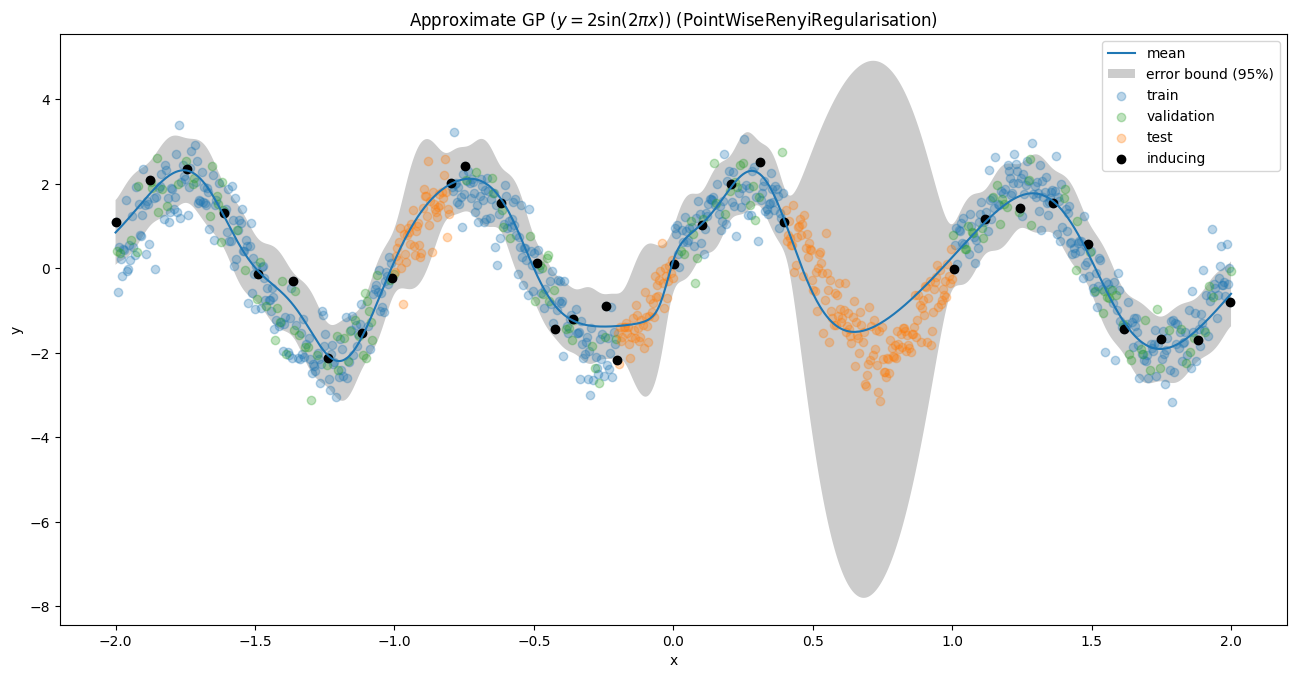 Approximate GP (y = 2sin(2πx)) (PointWiseRenyiRegularisation)
mean
error bound (95%)
train
validation
test
inducing
4
2
0
−2
−4
−6
−8
y
−2.0 −1.5 −1.0 −0.5 0.0 0.5 1.0 1.5 2.0
x